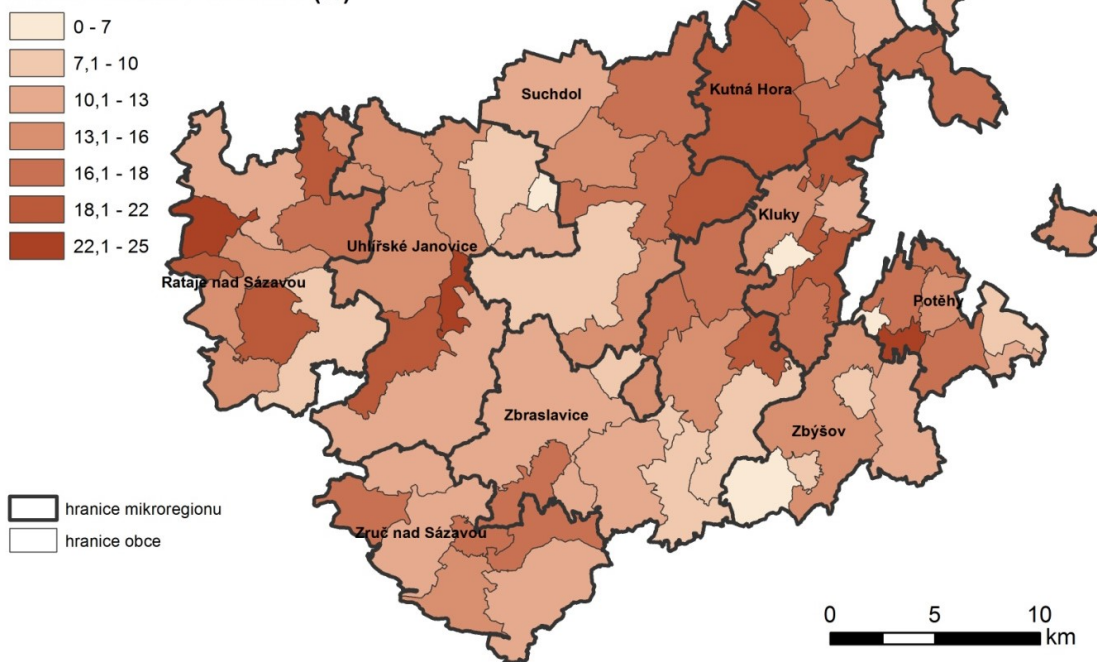 0 - 7
7,1 - 10
10,1 - 13
13,1 - 16
16,1 - 18
18,1 - 22
22,1 - 25
Suchdol
Kutná Hora
Kluky
Uhlířské Janovice
Rataje nad Sázavou
Potěhy
Zbraslavice
Zbýšov
Zruč nad Sázavou
hranice mikroregionu
hranice obce
0 5 10
km